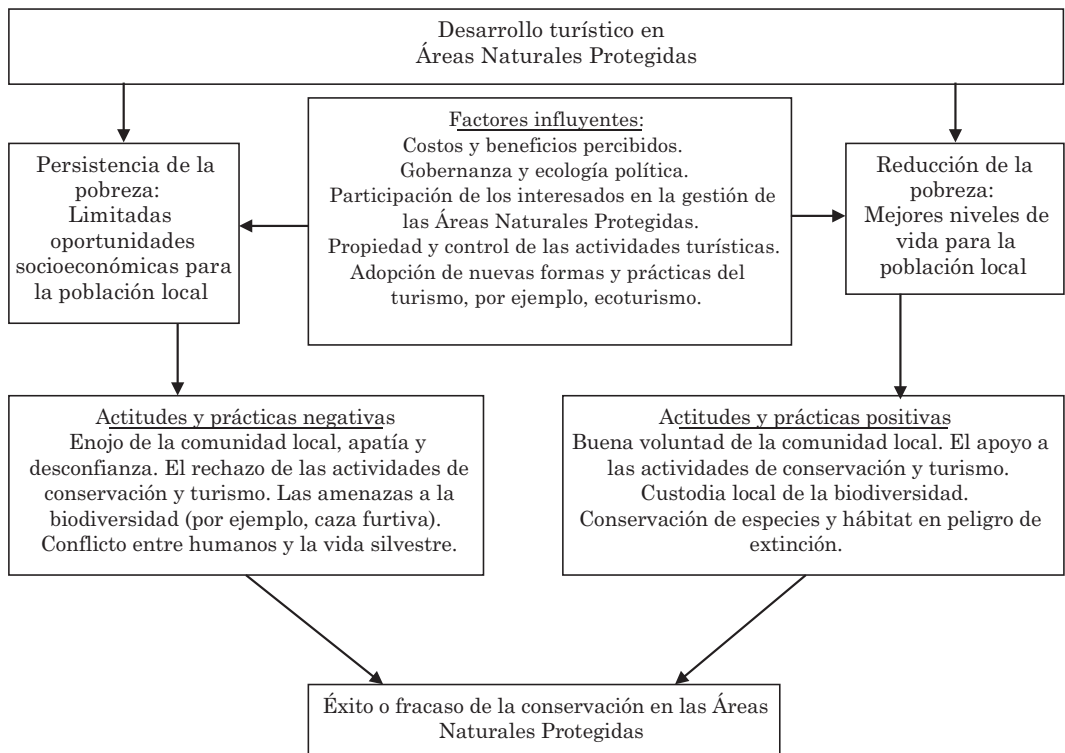 Desarrollo turístico en
Áreas Naturales Protegidas
Factores influyentes:
Costos y beneficios percibidos.
Gobernanza y ecología política.
Participación de los interesados en la gestión de
las Áreas Naturales Protegidas.
Propiedad y control de las actividades turísticas.
Adopción de nuevas formas y prácticas del
turismo, por ejemplo, ecoturismo.
Persistencia de la
pobreza:
Limitadas
oportunidades
socioeconómicas para
la población local
Reducción de la
pobreza:
Mejores niveles de
vida para la
población local
Actitudes y prácticas negativas
Enojo de la comunidad local, apatía y
desconfianza. El rechazo de las actividades de
conservación y turismo. Las amenazas a la
biodiversidad (por ejemplo, caza furtiva).
Conflicto entre humanos y la vida silvestre.
Actitudes y prácticas positivas
Buena voluntad de la comunidad local. El apoyo a
las actividades de conservación y turismo.
Custodia local de la biodiversidad.
Conservación de especies y hábitat en peligro de
extinción.
Éxito o fracaso de la conservación en las Áreas
Naturales Protegidas